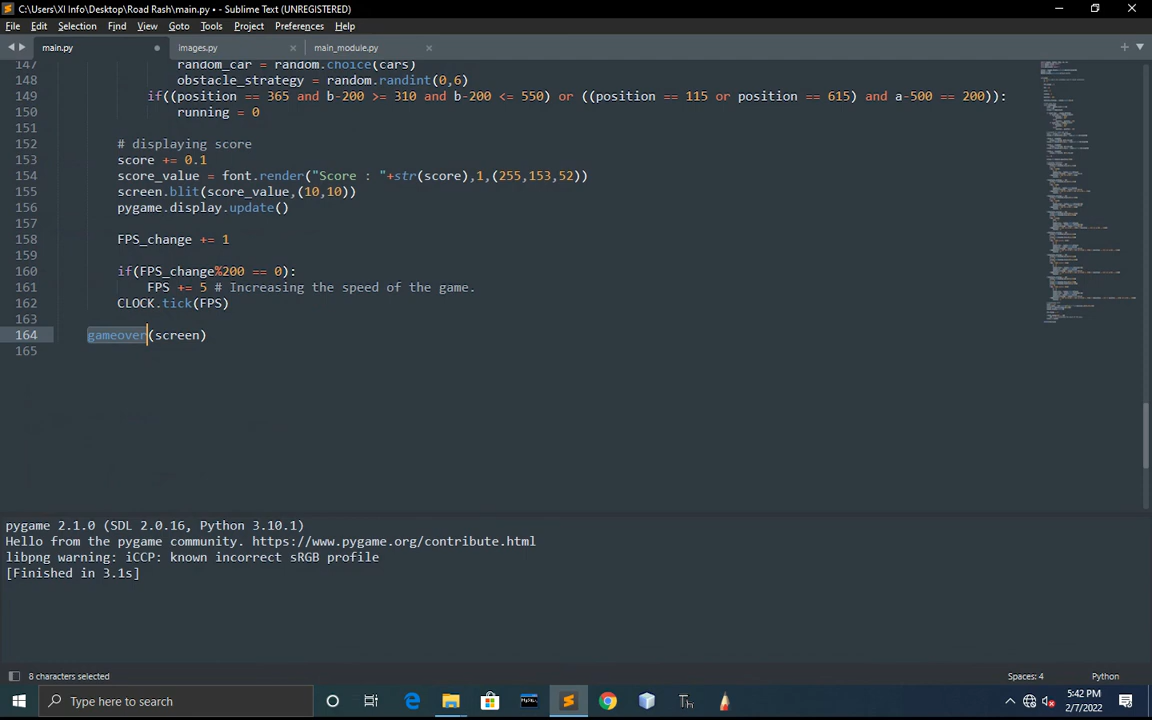 C:\Users\XI Info\Desktop\Road Rash\main.py • - Sublime Text (UNREGISTERED)
File Edit Selection Find View Goto Tools Project Preferences Help
main.py images.py main_module.py
147 random_car = random.choice(cars)
148 obstacle_strategy = random.randint(0,6)
149 if((position == 365 and b-200 >= 310 and b-200 <= 550) or ((position == 115 or position == 615) and a-500 == 200)):
150 running = 0
151
152 # displaying score
153 score += 0.1
154 score_value = font.render("Score : "+str(score),1,(255,153,52))
155 screen.blit(score_value,(10,10))
156 pygame.display.update()
157
158 FPS_change += 1
159
160 if(FPS_change%200 == 0):
161 FPS += 5 # Increasing the speed of the game.
162 CLOCK.tick(FPS)
163
164 gameover(screen)
165
pygame 2.1.0 (SDL 2.0.16, Python 3.10.1)
Hello from the pygame community. https://www.pygame.org/contribute.html
libpng warning: iCCP: known incorrect sRGB profile
[Finished in 3.1s]
8 characters selected Spaces: 4 Python
Type here to search 5:42 PM
2/7/2022